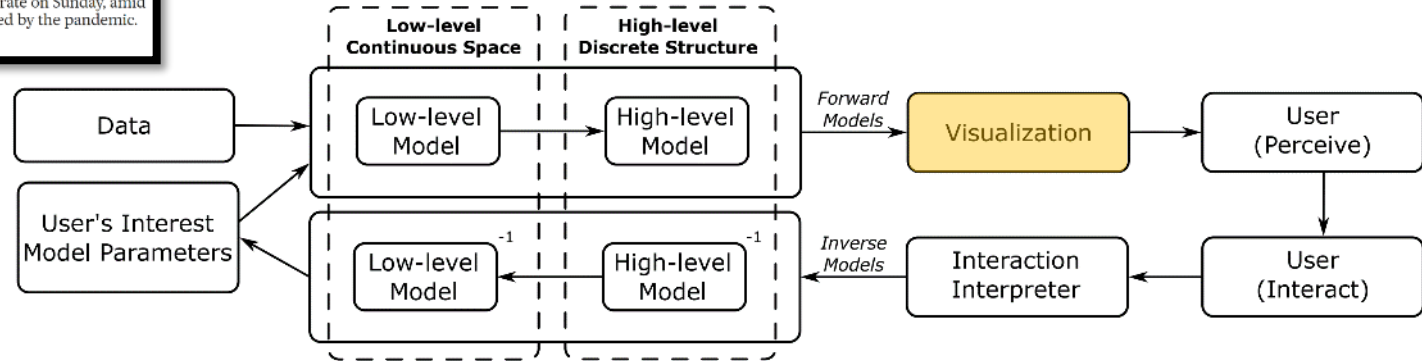 rate on Sunday, amid
ed by the pandemic.
Low-level
Continuous Space
High-level
Discrete Structure
Data
Low-level
Model
High-level
Model
Forward
Models
Visualization
User
(Perceive)
User's Interest
Model Parameters
Low-level
Model
-1
High-level
Model
-1
Inverse
Models
Interaction
Interpreter
User
(Interact)